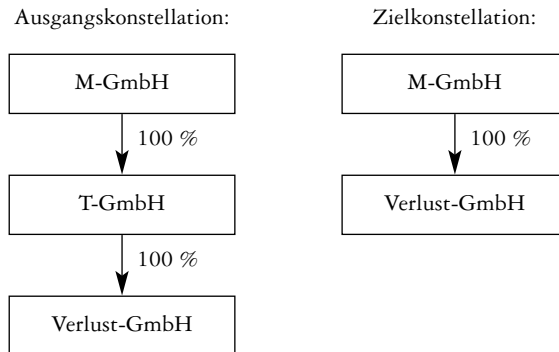 Ausgangskonstellation:
M-GmbH
100 %
T-GmbH
100 %
Verlust-GmbH
Zielkonstellation:
M-GmbH
100 %
Verlust-GmbH